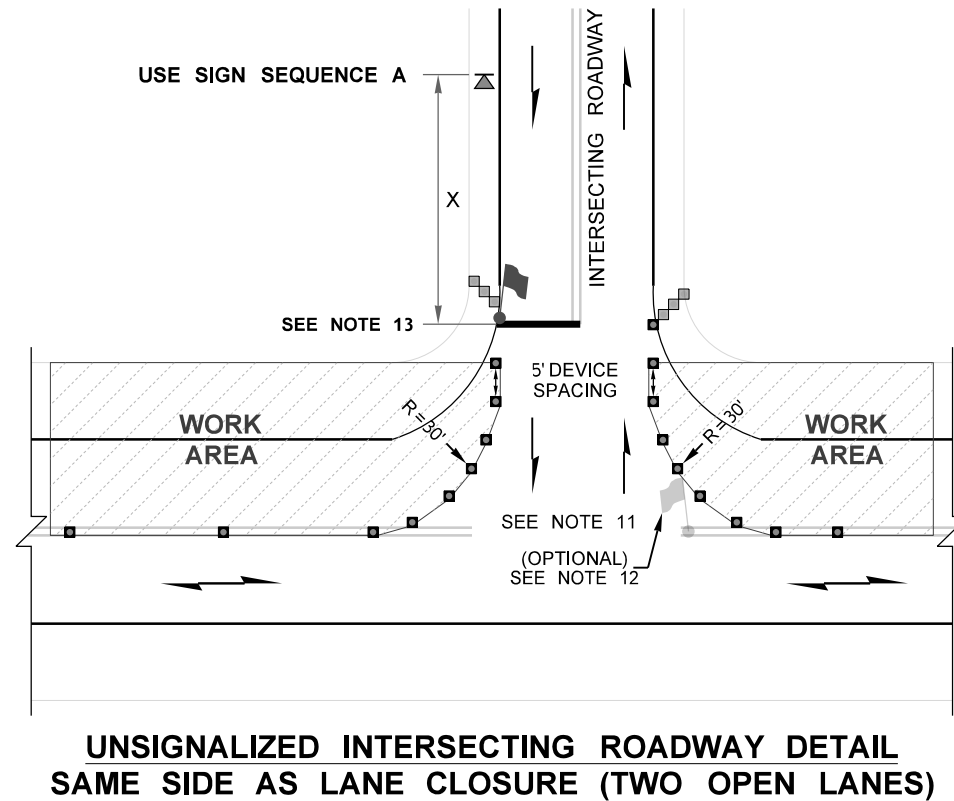 USE SIGN SEQUENCE A
INTERSECTING ROADWAY
X
SEE NOTE 13
5' DEVICE
SPACING
R = 30'
R = 30'
WORK
AREA
WORK
AREA
SEE NOTE 11
(OPTIONAL)
SEE NOTE 12
UNSIGNALIZED INTERSECTING ROADWAY DETAIL
SAME SIDE AS LANE CLOSURE (TWO OPEN LANES)